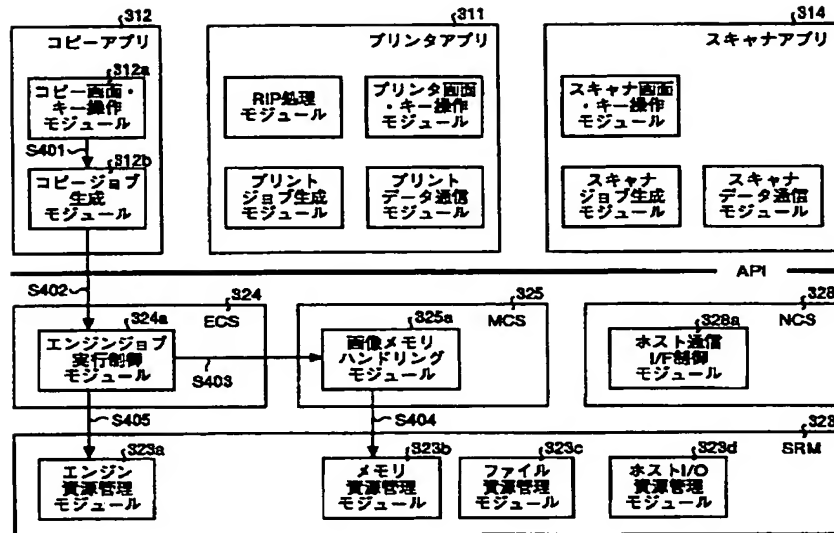 312
コピーアプリ
312a
コピー画面・
キー操作
モジュール
S401
312b
コピージョブ
生成
モジュール
311
プリンタアプリ
RIP処理
モジュール
プリンタ画面
・キー操作
モジュール
プリント
ジョブ生成
モジュール
プリント
データ通信
モジュール
314
スキャナアプリ
スキャナ画面
・キー操作
モジュール
スキャナ
ジョブ生成
モジュール
スキャナ
データ通信
モジュール
API
S402
324
ECS
324a
エンジンジョブ
実行制御
モジュール
S403
325
MCS
325a
画像メモリ
ハンドリング
モジュール
328
NCS
328a
ホスト通信
I/F制御
モジュール
S405
S404
323
SRM
323a
エンジン
資源管理
モジュール
323b
メモリ
資源管理
モジュール
323c
ファイル
資源管理
モジュール
323d
ホストI/O
資源管理
モジュール